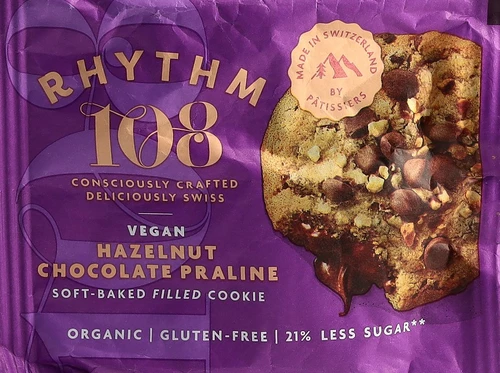 RHYTHM
108
CONSCIOUSLY CRAFTED
DELICIOUSLY SWISS
VEGAN
HAZELNUT
CHOCOLATE PRALINE
SOFT-BAKED FILLED COOKIE
ORGANIC | GLUTEN-FREE | 21% LESS SUGAR**
MADE IN SWITZERLAND
BY
PÂTISSIERS